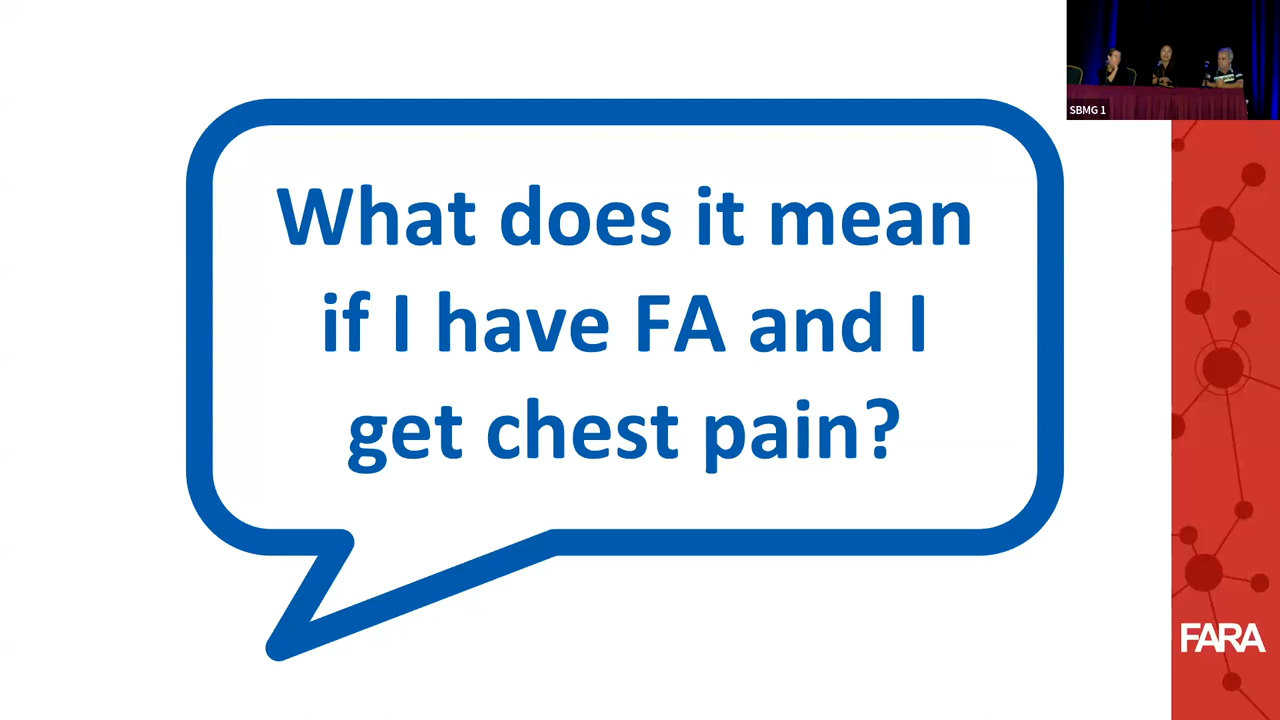 What does it mean
if I have FA and I
get chest pain?
SBMG 1
FARA